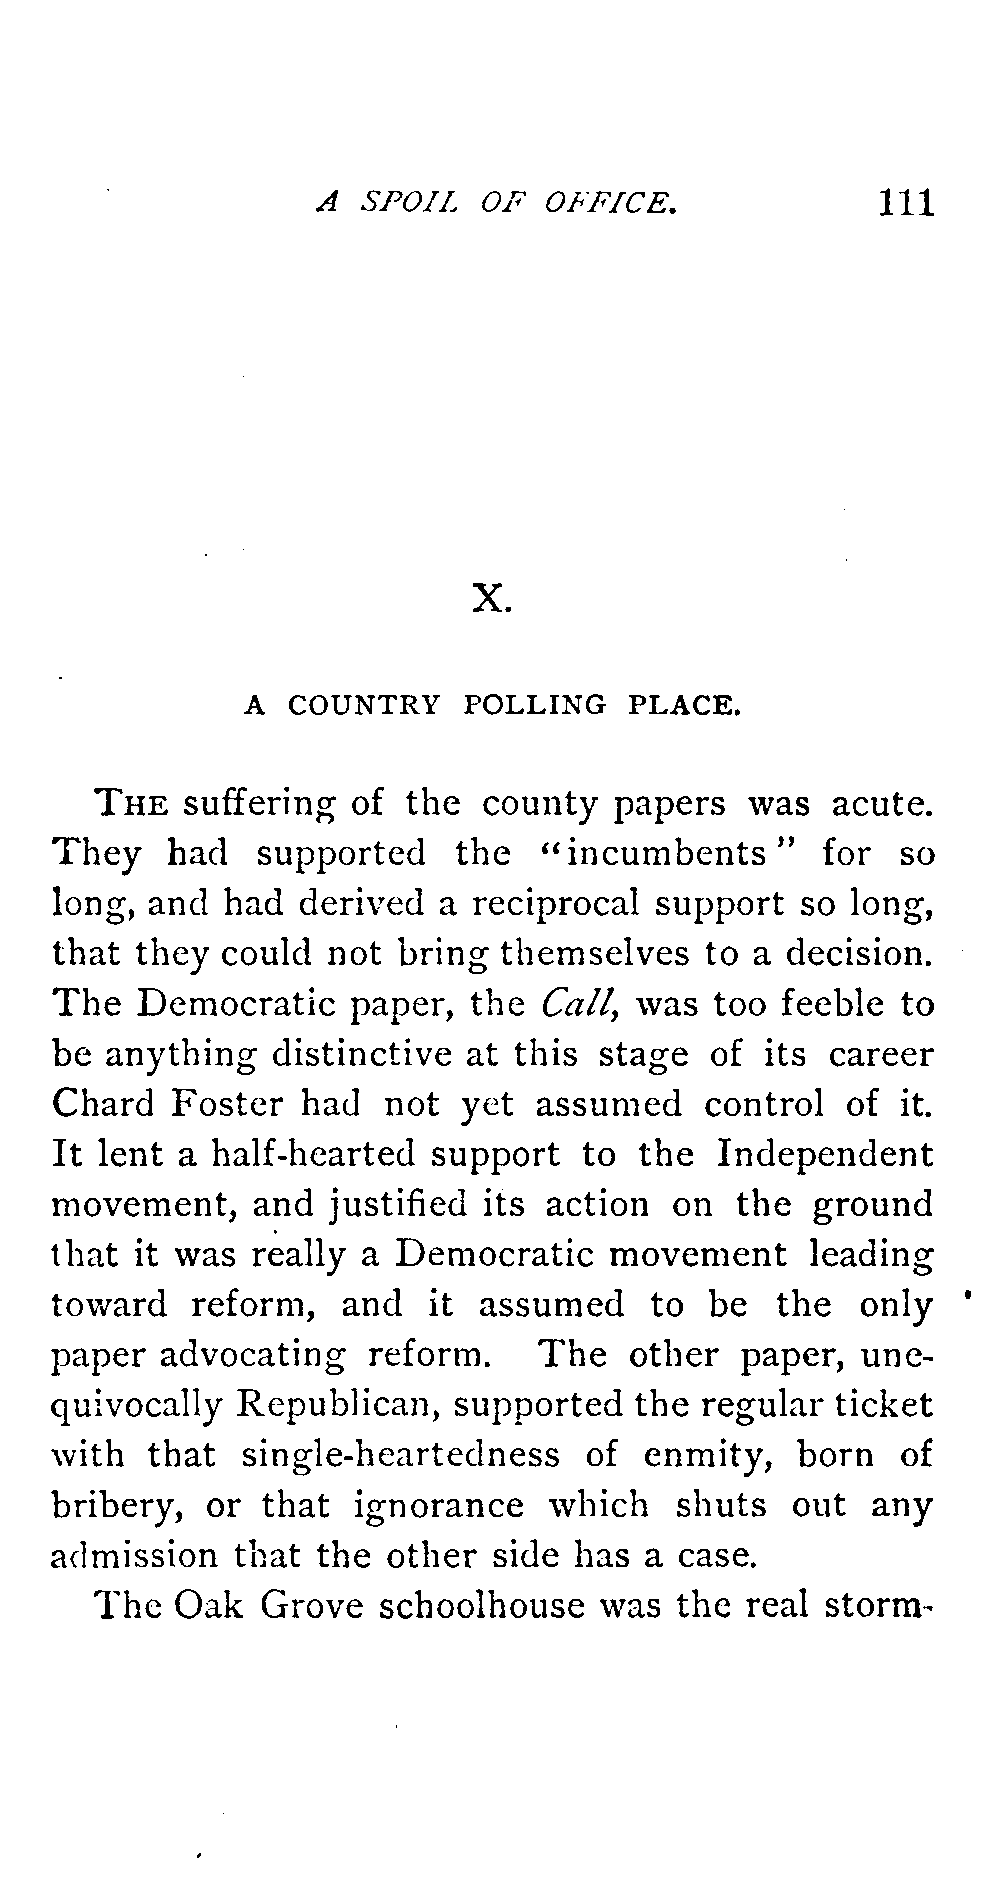 A SPOIL OF OFFICE. 111
X.
A COUNTRY POLLING PLACE.
THE suffering of the county papers was acute.
They had supported the “incumbents” for so
long, and had derived a reciprocal support so long,
that they could not bring themselves to a decision.
The Democratic paper, the Call, was too feeble to
be anything distinctive at this stage of its career
Chard Foster had not yet assumed control of it.
It lent a half-hearted support to the Independent
movement, and justified its action on the ground
that it was really a Democratic movement leading
toward reform, and it assumed to be the only
paper advocating reform. The other paper, une-
quivocally Republican, supported the regular ticket
with that single-heartedness of enmity, born of
bribery, or that ignorance which shuts out any
admission that the other side has a case.
The Oak Grove schoolhouse was the real storm-